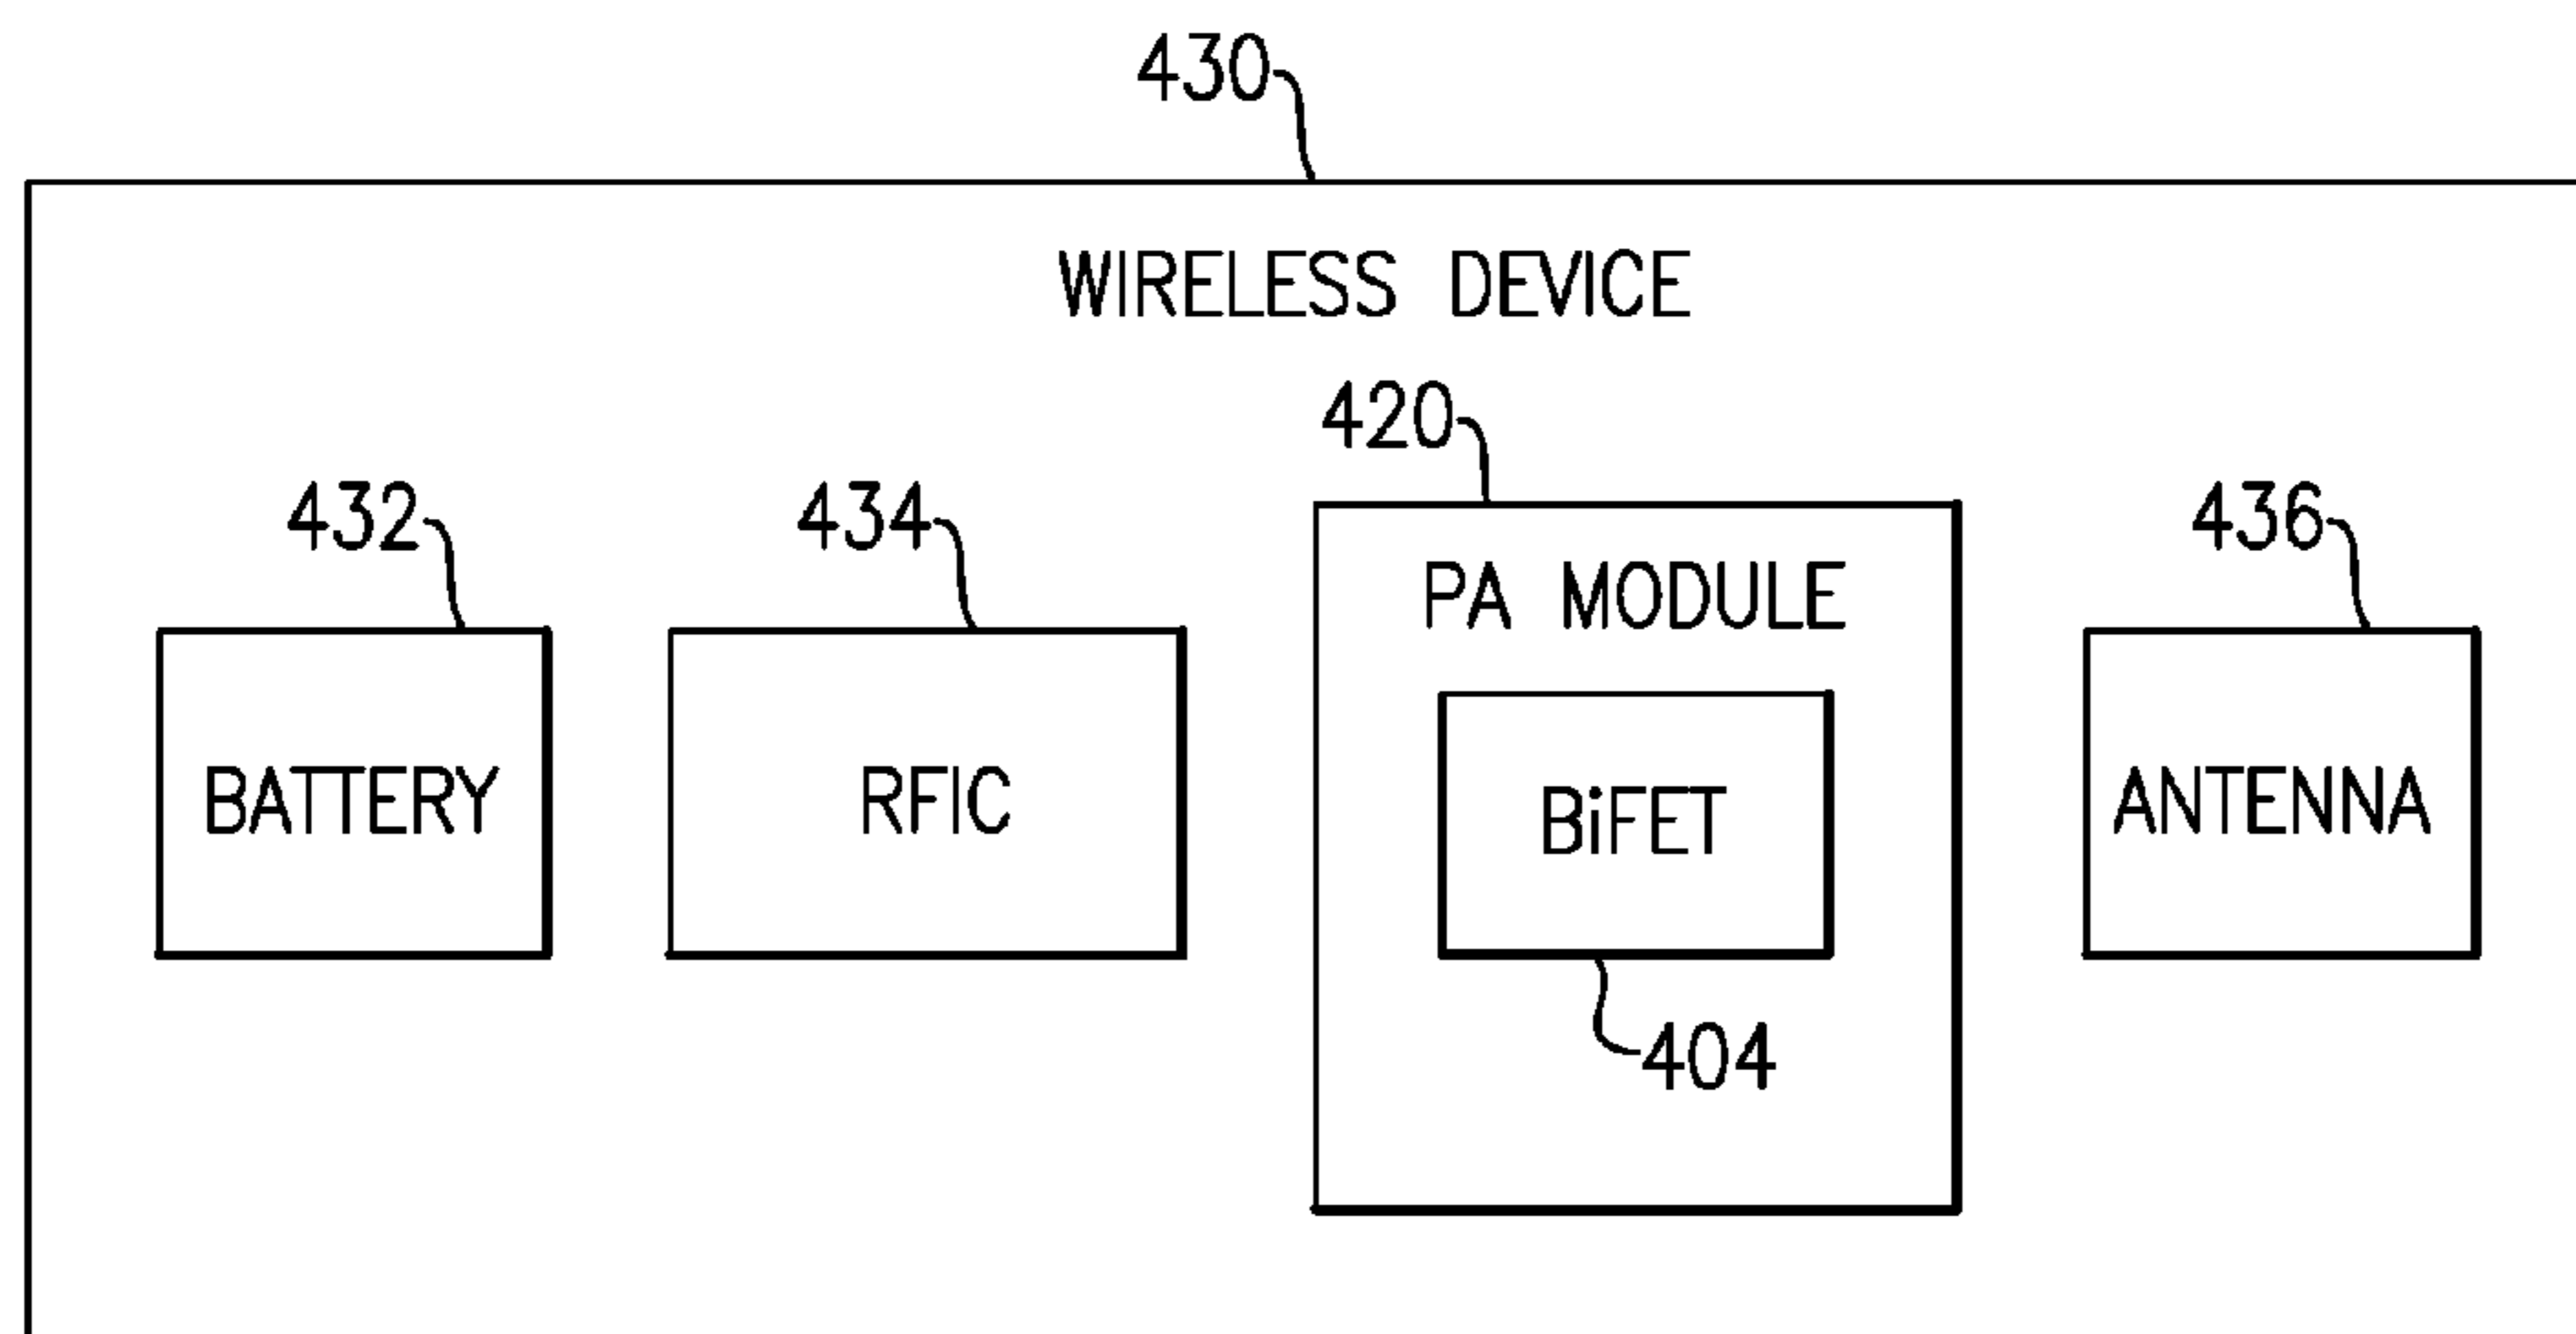 430
WIRELESS DEVICE
420
432
434
436
PA MODULE
BATTERY
RFIC
BiFET
ANTENNA
404